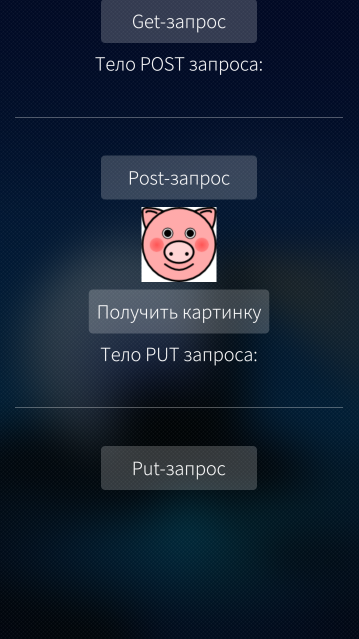 Get-запрос
Тело POST запроса:
Post-запрос
Получить картинку
Тело PUT запроса:
Put-запрос